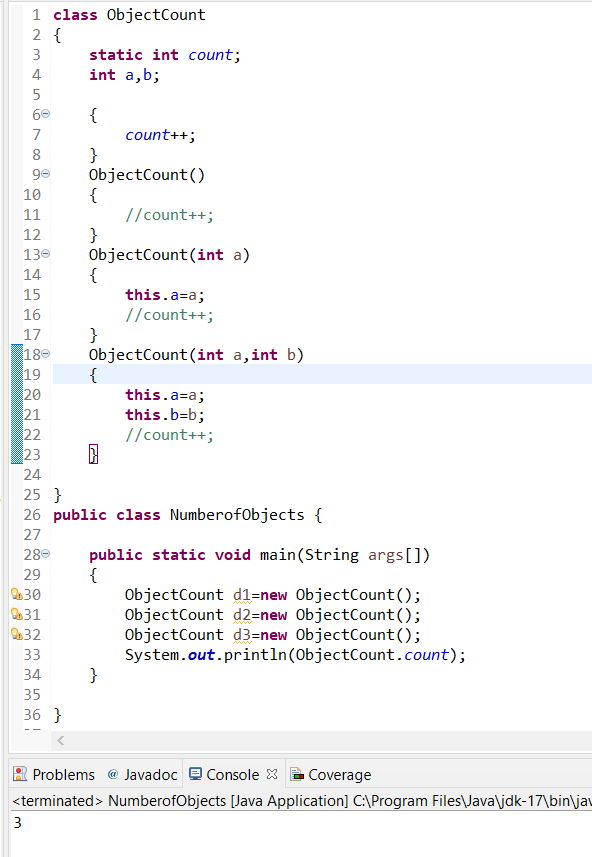 1 class ObjectCount
2 {
3     static int count;
4     int a,b;
5
6     {
7         count++;
8     }
9     ObjectCount()
10     {
11         //count++;
12     }
13     ObjectCount(int a)
14     {
15         this.a=a;
16         //count++;
17     }
18     ObjectCount(int a,int b)
19     {
20         this.a=a;
21         this.b=b;
22         //count++;
23     }
24
25 }
26 public class NumberofObjects {
27
28     public static void main(String args[])
29     {
30         ObjectCount d1=new ObjectCount();
31         ObjectCount d2=new ObjectCount();
32         ObjectCount d3=new ObjectCount();
33         System.out.println(ObjectCount.count);
34     }
35
36 }
Problems @ Javadoc Console Coverage
<terminated> NumberofObjects [Java Application] C:\Program Files\Java\jdk-17\bin\jav
3